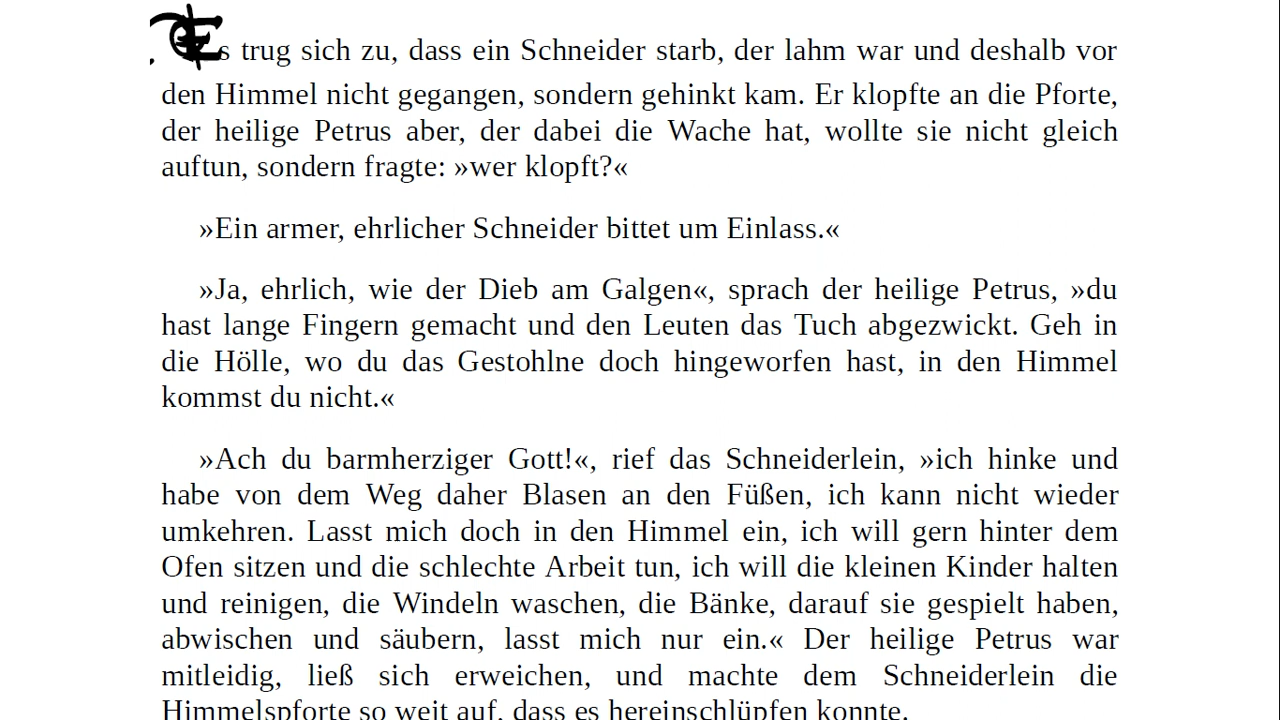 Es trug sich zu, dass ein Schneider starb, der lahm war und deshalb vor
den Himmel nicht gegangen, sondern gehinkt kam. Er klopfte an die Pforte,
der heilige Petrus aber, der dabei die Wache hat, wollte sie nicht gleich
auftun, sondern fragte: »wer klopft?«
»Ein armer, ehrlicher Schneider bittet um Einlass.«
»Ja, ehrlich, wie der Dieb am Galgen«, sprach der heilige Petrus, »du
hast lange Fingern gemacht und den Leuten das Tuch abgezwickt. Geh in
die Hölle, wo du das Gestohlne doch hingeworfen hast, in den Himmel
kommst du nicht.«
»Ach du barmherziger Gott!«, rief das Schneiderlein, »ich hinke und
habe von dem Weg daher Blasen an den Füßen, ich kann nicht wieder
umkehren. Lasst mich doch in den Himmel ein, ich will gern hinter dem
Ofen sitzen und die schlechte Arbeit tun, ich will die kleinen Kinder halten
und reinigen, die Windeln waschen, die Bänke, darauf sie gespielt haben,
abwischen und säubern, lasst mich nur ein.« Der heilige Petrus war
mitleidig, ließ sich erweichen, und machte dem Schneiderlein die
Himmelspforte so weit auf, dass es hereinschlüpfen konnte.